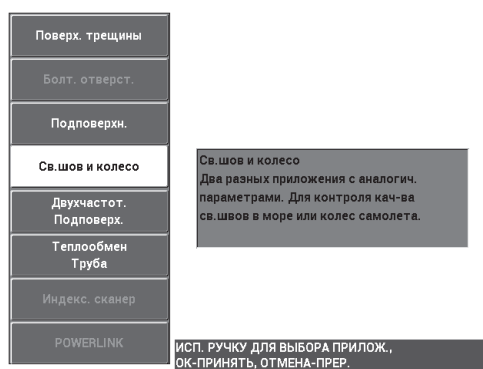 Поверх. трещины
Болт. отверст.
Подповерхн.
Св.шов и колесо
Двухчастот.
Подповерх.
Теплообмен
Труба
Индекс. сканер
POWERLINK
Св.шов и колесо
Два разных приложения с аналогич.
параметрами. Для контроля кач-ва
св.швов в море или колес самолета.
ИСП. РУЧКУ ДЛЯ ВЫБОРА ПРИЛОЖ.,
ОК-ПРИНЯТЬ, ОТМЕНА-ПРЕР.